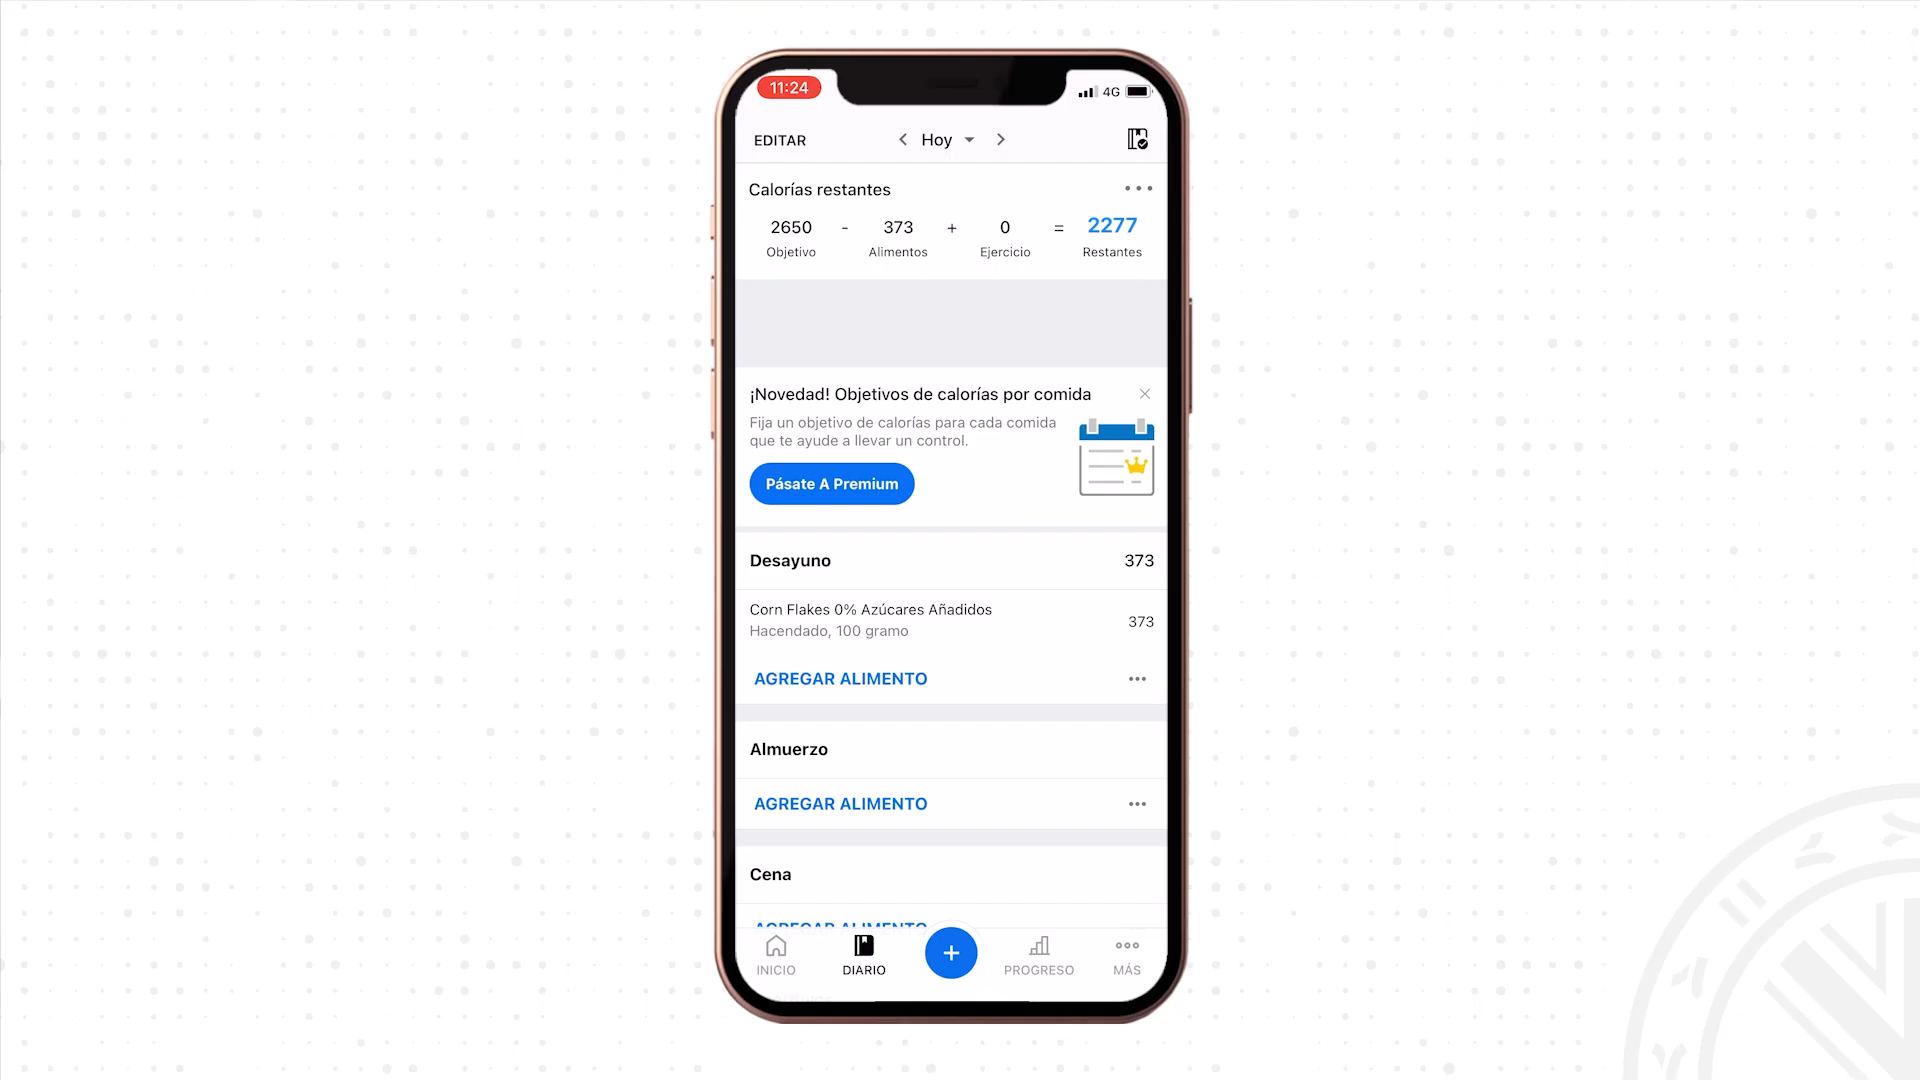 11:24
4G
EDITAR
Hoy
Calorías restantes
2650 - 373 + 0 = 2277
Objetivo Alimentos Ejercicio Restantes
¡Novedad! Objetivos de calorías por comida
Fija un objetivo de calorías para cada comida
que te ayude a llevar un control.
Pásate A Premium
Desayuno 373
Corn Flakes 0% Azúcares Añadidos
Hacendado, 100 gramo
373
AGREGAR ALIMENTO
Almuerzo
AGREGAR ALIMENTO
Cena
AGREGAR ALIMENTO
INICIO DIARIO + PROGRESO MÁS